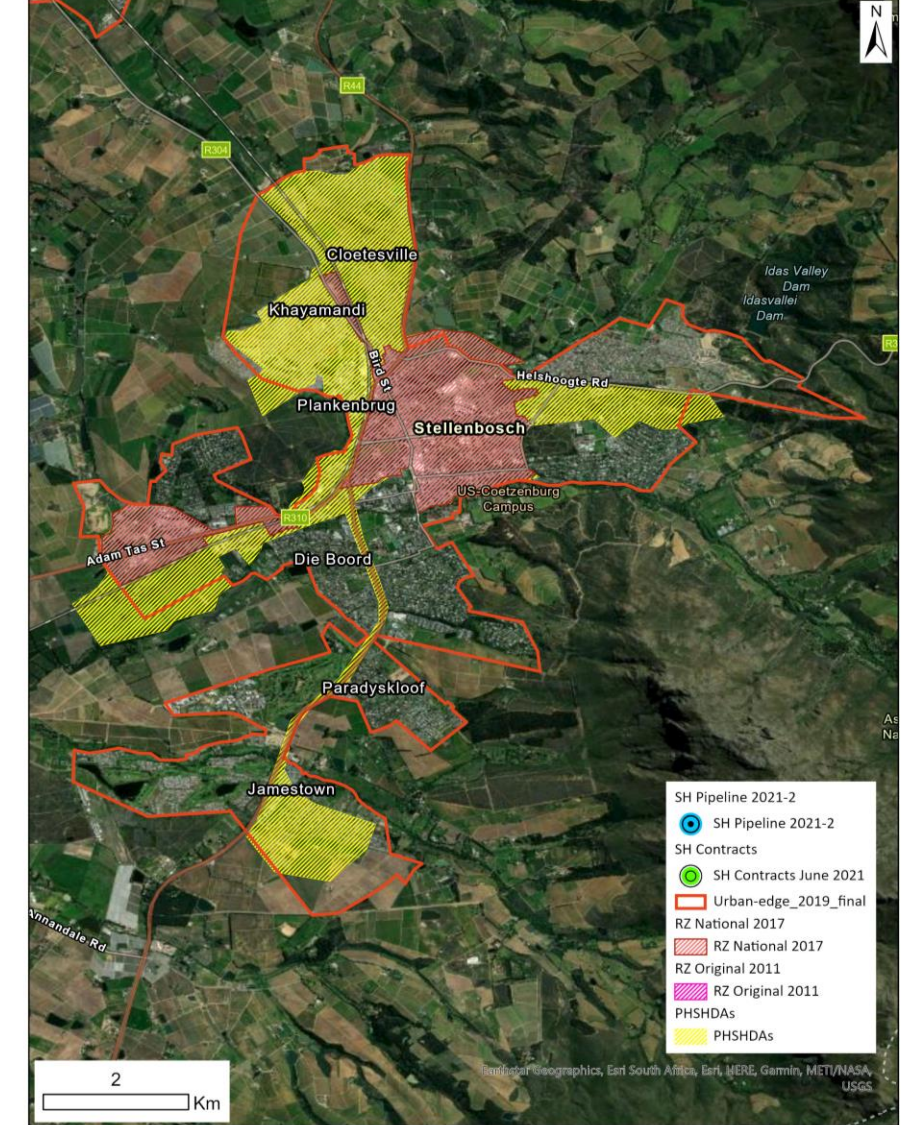 N
R44
R304
Cloetesville
Idas Valley
Dam
Idasvallei
Dam
Khayamandi
R3
Bird St
Helshoogte Rd
Plankenbrug
Stellenbosch
US-Coetzenburg
Campus
R310
Adam Tas St
Die Boord
Paradyskloof
As
Na
Jamestown
Annandale Rd
SH Pipeline 2021-2
SH Pipeline 2021-2
SH Contracts
SH Contracts June 2021
Urban-edge_2019_final
RZ National 2017
RZ National 2017
RZ Original 2011
RZ Original 2011
PHSHDAs
PHSHDAs
2
Km
Earthstar Geographics, Esri South Africa, Esri, HERE, Garmin, METI/NASA,
USGS